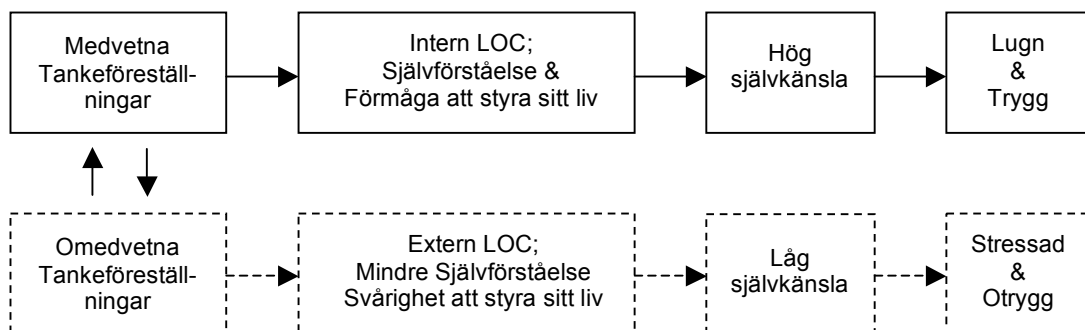 Medvetna
Tankeföreställ-
ningar
Intern LOC;
Självförståelse &
Förmåga att styra sitt liv
Hög
självkänsla
Lugn
&
Trygg
Omedvetna
Tankeföreställ-
ningar
Extern LOC;
Mindre Självförståelse
Svårighet att styra sitt liv
Låg
självkänsla
Stressad
&
Otrygg